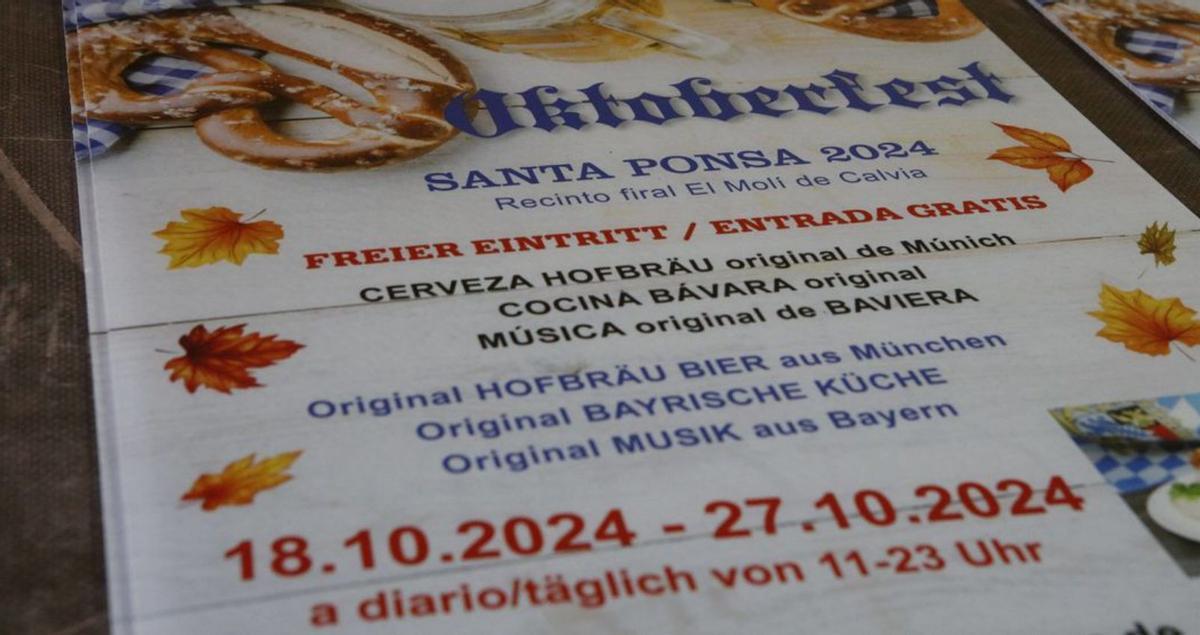 Oktoberfest
SANTA PONSA 2024
Recinto firal El Molí de Calvia
FREIER EINTRITT / ENTRADA GRATIS
CERVEZA HOFBRÄU original de Múnich
COCINA BÁVARA original
MÚSICA original de BAVIERA
Original HOFBRÄU BIER aus München
Original BAYRISCHE KÜCHE
Original MUSIK aus Bayern
18.10.2024 - 27.10.2024
a diario/täglich von 11-23 Uhr